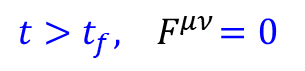 t > t_f, F^{μν} = 0